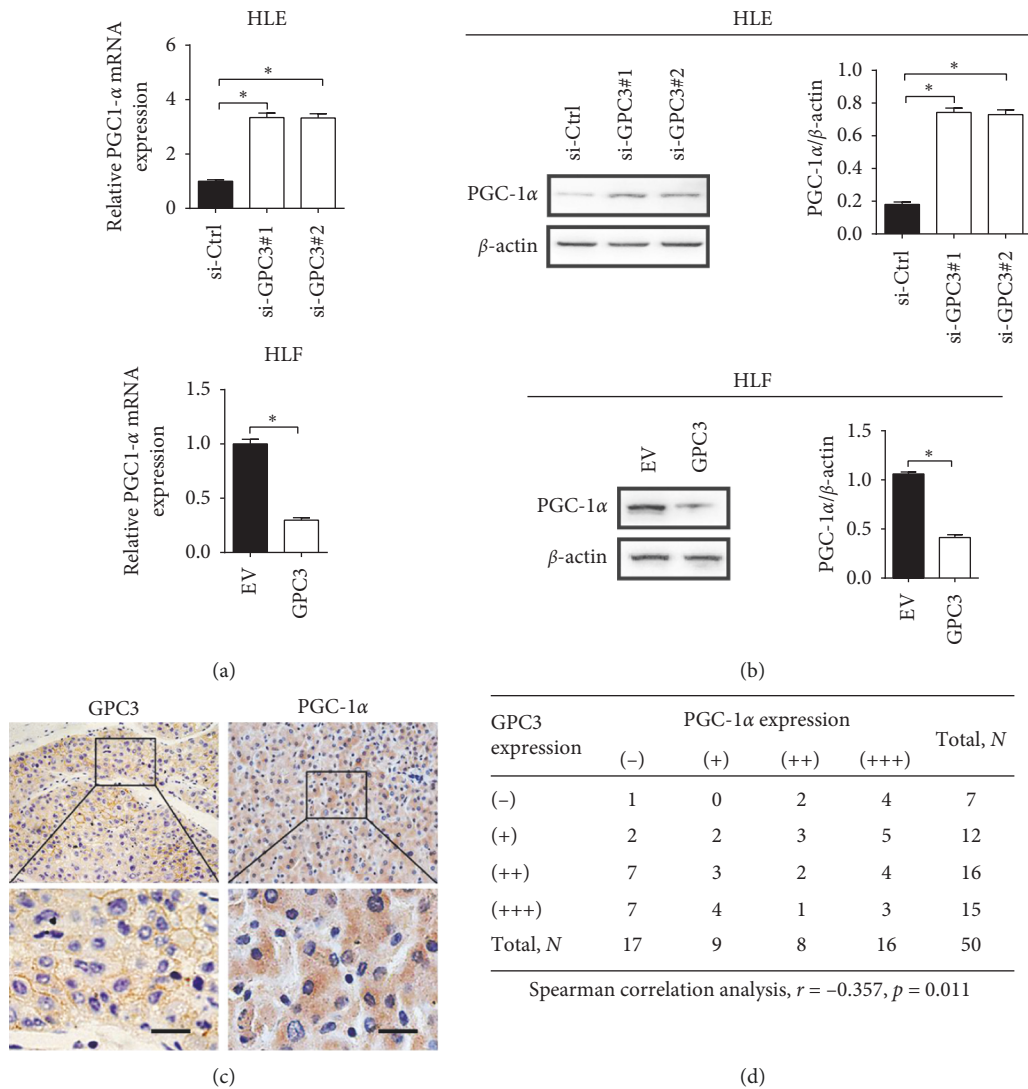 HLE
Relative PGC1-α mRNA
expression
6
4
2
0
*
*
si-Ctrl
si-GPC3#1
si-GPC3#2
HLF
Relative PGC1-α mRNA
expression
1.5
1.0
0.5
0.0
*
EV
GPC3
(a)
HLE
si-Ctrl
si-GPC3#1
si-GPC3#2
PGC-1α
β-actin
PGC-1α/β-actin
1.0
0.8
0.6
0.4
0.2
0.0
*
*
si-Ctrl
si-GPC3#1
si-GPC3#2
HLF
EV
GPC3
PGC-1α
β-actin
PGC-1α/β-actin
1.5
1.0
0.5
0.0
*
EV
GPC3
(b)
GPC3
PGC-1α
(c)
GPC3 expression PGC-1α expression Total, N
(–) (+) (++) (+++)
(–) 1 0 2 4 7
(+) 2 2 3 5 12
(++) 7 3 2 4 16
(+++) 7 4 1 3 15
Total, N 17 9 8 16 50
Spearman correlation analysis, r = –0.357, p = 0.011
(d)